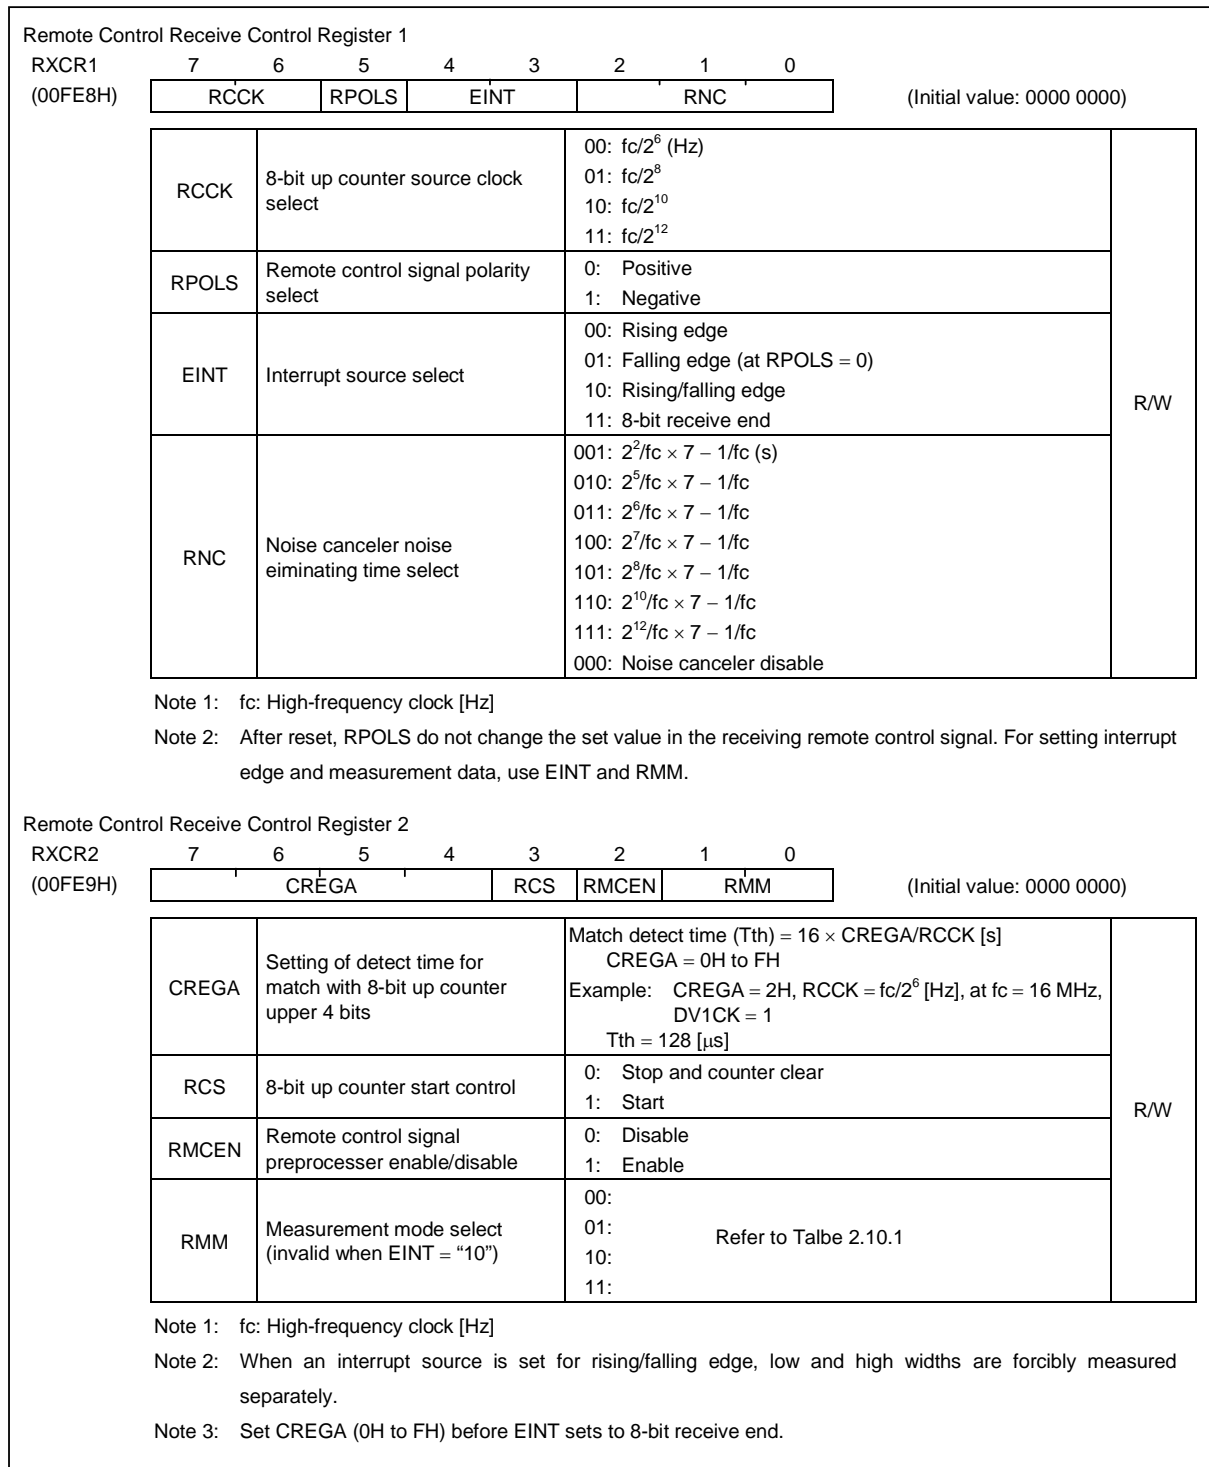 Remote Control Receive Control Register 1
RXCR1 7 6 5 4 3 2 1 0
(00FE8H) RCCK RPOLS EINT RNC (Initial value: 0000 0000)
RCCK 8-bit up counter source clock select
00: fc/2^6 (Hz)
01: fc/2^8
10: fc/2^10
11: fc/2^12
RPOLS Remote control signal polarity select
0: Positive
1: Negative
EINT Interrupt source select
00: Rising edge
01: Falling edge (at RPOLS = 0)
10: Rising/falling edge
11: 8-bit receive end
R/W
RNC Noise canceler noise eiminating time select
001: 2^2/fc × 7 − 1/fc (s)
010: 2^5/fc × 7 − 1/fc
011: 2^6/fc × 7 − 1/fc
100: 2^7/fc × 7 − 1/fc
101: 2^8/fc × 7 − 1/fc
110: 2^10/fc × 7 − 1/fc
111: 2^12/fc × 7 − 1/fc
000: Noise canceler disable
Note 1: fc: High-frequency clock [Hz]
Note 2: After reset, RPOLS do not change the set value in the receiving remote control signal. For setting interrupt
edge and measurement data, use EINT and RMM.
Remote Control Receive Control Register 2
RXCR2 7 6 5 4 3 2 1 0
(00FE9H) CREGA RCS RMCEN RMM (Initial value: 0000 0000)
CREGA Setting of detect time for match with 8-bit up counter upper 4 bits
Match detect time (Tth) = 16 × CREGA/RCCK [s]
CREGA = 0H to FH
Example: CREGA = 2H, RCCK = fc/2^6 [Hz], at fc = 16 MHz,
DV1CK = 1
Tth = 128 [μs]
RCS 8-bit up counter start control
0: Stop and counter clear
1: Start
R/W
RMCEN Remote control signal preprocesser enable/disable
0: Disable
1: Enable
RMM Measurement mode select (invalid when EINT = “10”)
00:
01:
10:
11:
Refer to Talbe 2.10.1
Note 1: fc: High-frequency clock [Hz]
Note 2: When an interrupt source is set for rising/falling edge, low and high widths are forcibly measured
separately.
Note 3: Set CREGA (0H to FH) before EINT sets to 8-bit receive end.